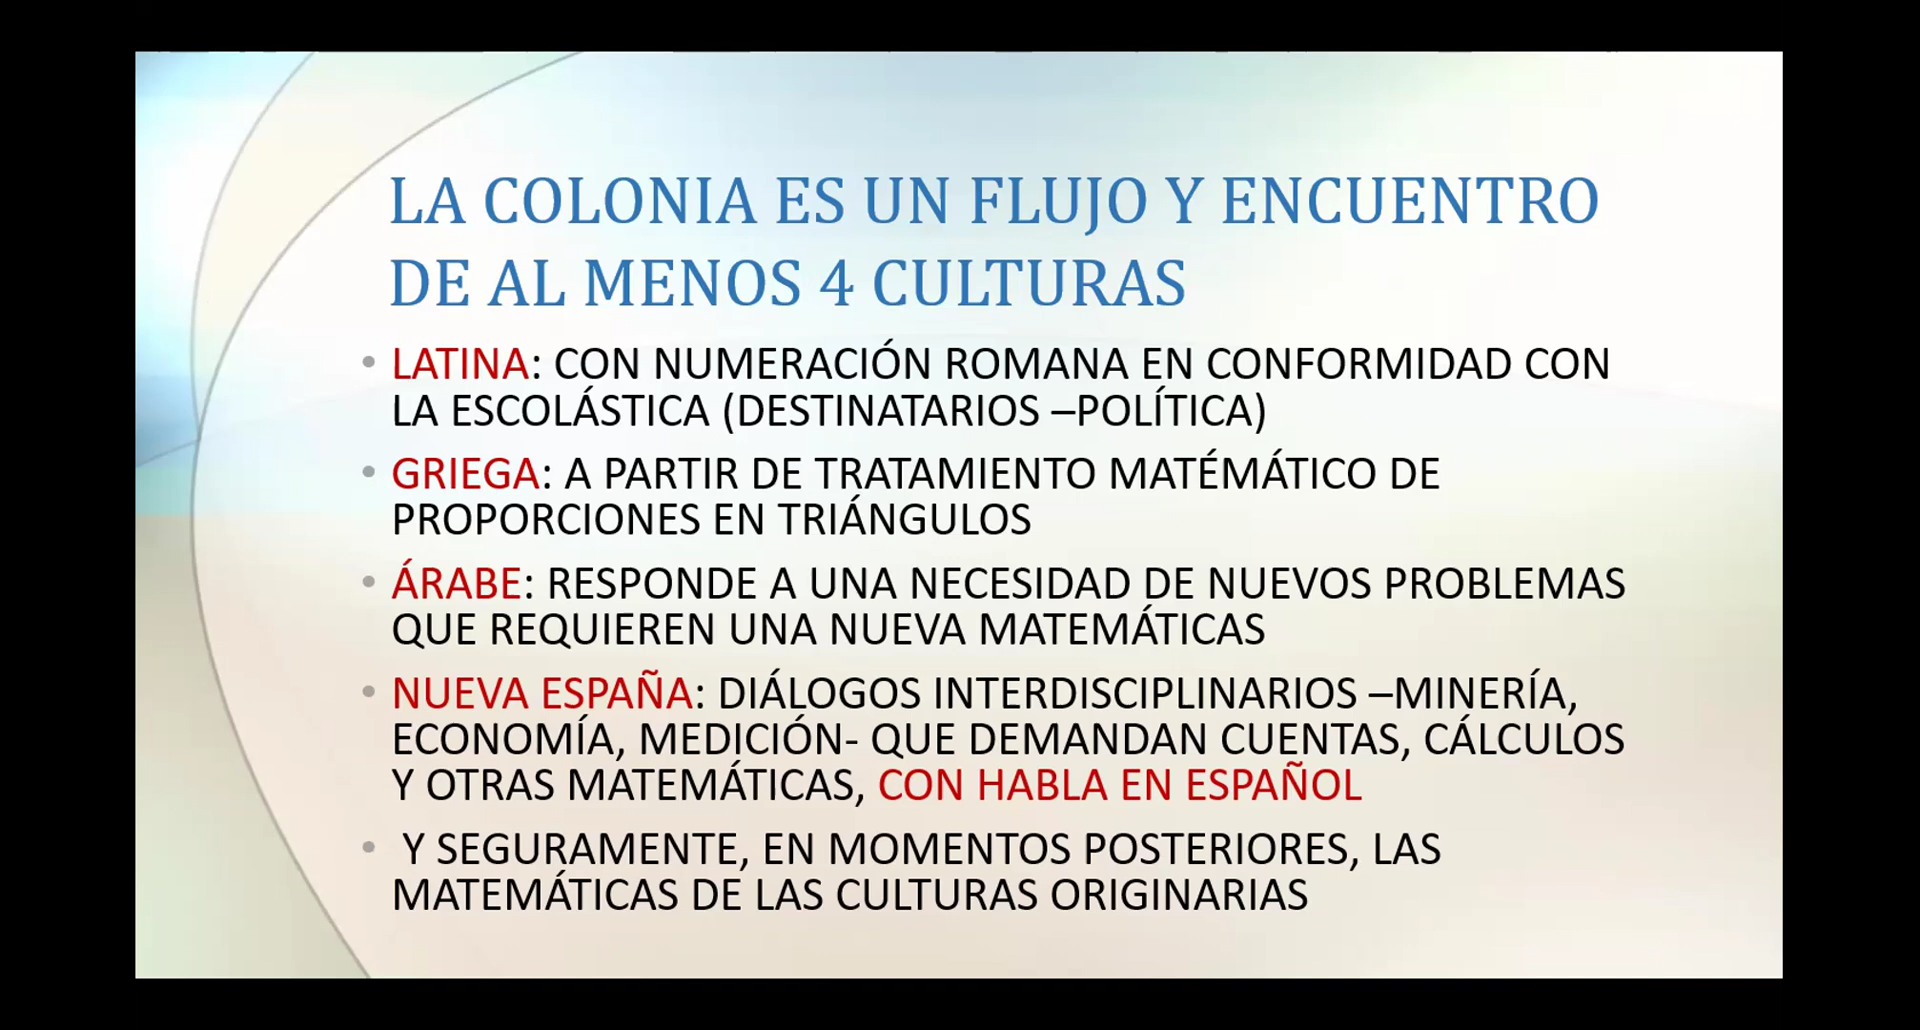 LA COLONIA ES UN FLUJO Y ENCUENTRO
DE AL MENOS 4 CULTURAS
• LATINA: CON NUMERACIÓN ROMANA EN CONFORMIDAD CON
LA ESCOLÁSTICA (DESTINATARIOS –POLÍTICA)
• GRIEGA: A PARTIR DE TRATAMIENTO MATÉMÁTICO DE
PROPORCIONES EN TRIÁNGULOS
• ÁRABE: RESPONDE A UNA NECESIDAD DE NUEVOS PROBLEMAS
QUE REQUIEREN UNA NUEVA MATEMÁTICAS
• NUEVA ESPAÑA: DIÁLOGOS INTERDISCIPLINARIOS –MINERÍA,
ECONOMÍA, MEDICIÓN- QUE DEMANDAN CUENTAS, CÁLCULOS
Y OTRAS MATEMÁTICAS, CON HABLA EN ESPAÑOL
• Y SEGURAMENTE, EN MOMENTOS POSTERIORES, LAS
MATEMÁTICAS DE LAS CULTURAS ORIGINARIAS